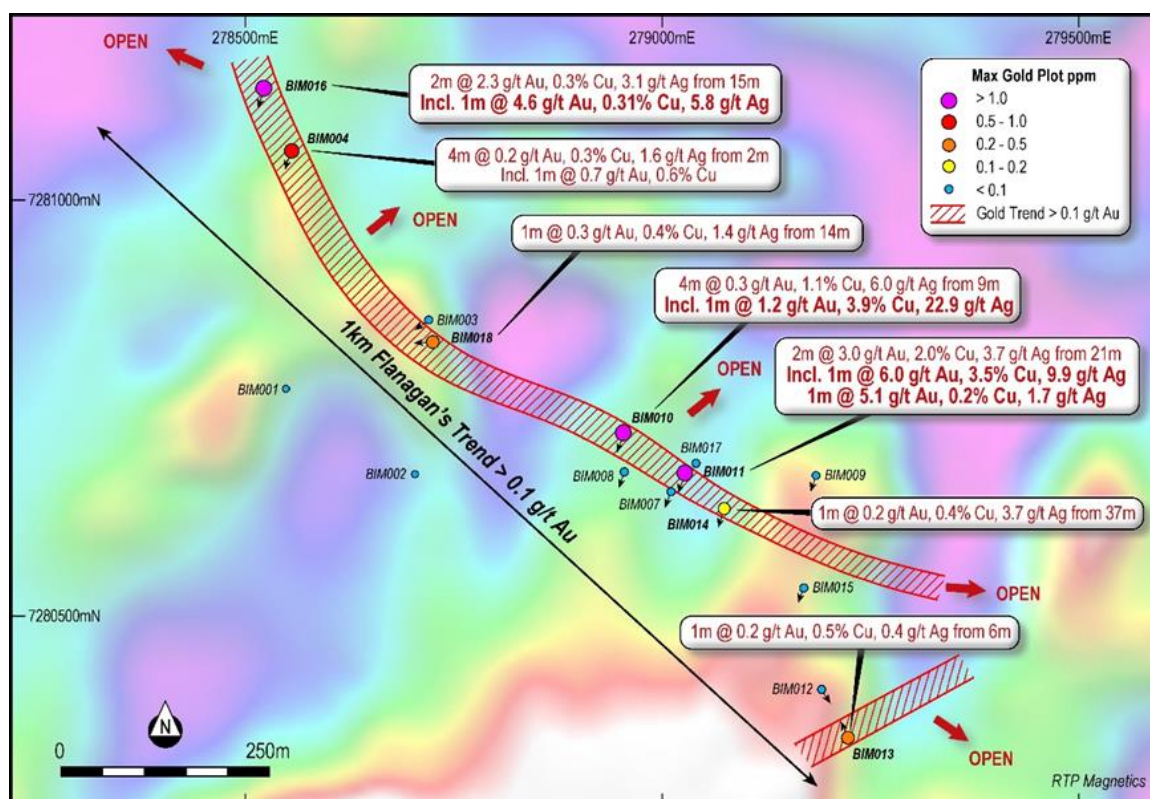 278500mE
279000mE
279500mE
OPEN
BIM016
2m @ 2.3 g/t Au, 0.3% Cu, 3.1 g/t Ag from 15m
Incl. 1m @ 4.6 g/t Au, 0.31% Cu, 5.8 g/t Ag
Max Gold Plot ppm
> 1.0
0.5 - 1.0
0.2 - 0.5
0.1 - 0.2
< 0.1
Gold Trend > 0.1 g/t Au
BIM004
4m @ 0.2 g/t Au, 0.3% Cu, 1.6 g/t Ag from 2m
Incl. 1m @ 0.7 g/t Au, 0.6% Cu
7281000mN
OPEN
1m @ 0.3 g/t Au, 0.4% Cu, 1.4 g/t Ag from 14m
4m @ 0.3 g/t Au, 1.1% Cu, 6.0 g/t Ag from 9m
Incl. 1m @ 1.2 g/t Au, 3.9% Cu, 22.9 g/t Ag
BIM003
BIM018
1km Flanagan's Trend > 0.1 g/t Au
BIM001
OPEN
2m @ 3.0 g/t Au, 2.0% Cu, 3.7 g/t Ag from 21m
Incl. 1m @ 6.0 g/t Au, 3.5% Cu, 9.9 g/t Ag
1m @ 5.1 g/t Au, 0.2% Cu, 1.7 g/t Ag
BIM010
BIM002
BIM008
BIM017
BIM011
BIM009
BIM007
BIM014
1m @ 0.2 g/t Au, 0.4% Cu, 3.7 g/t Ag from 37m
BIM015
OPEN
7280500mN
1m @ 0.2 g/t Au, 0.5% Cu, 0.4 g/t Ag from 6m
BIM012
N
BIM013
OPEN
0
250m
RTP Magnetics